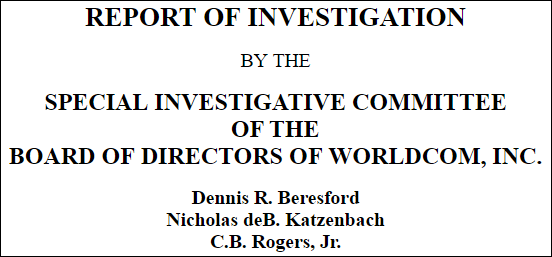 REPORT OF INVESTIGATION
BY THE
SPECIAL INVESTIGATIVE COMMITTEE
OF THE
BOARD OF DIRECTORS OF WORLDCOM, INC.
Dennis R. Beresford
Nicholas deB. Katzenbach
C.B. Rogers, Jr.